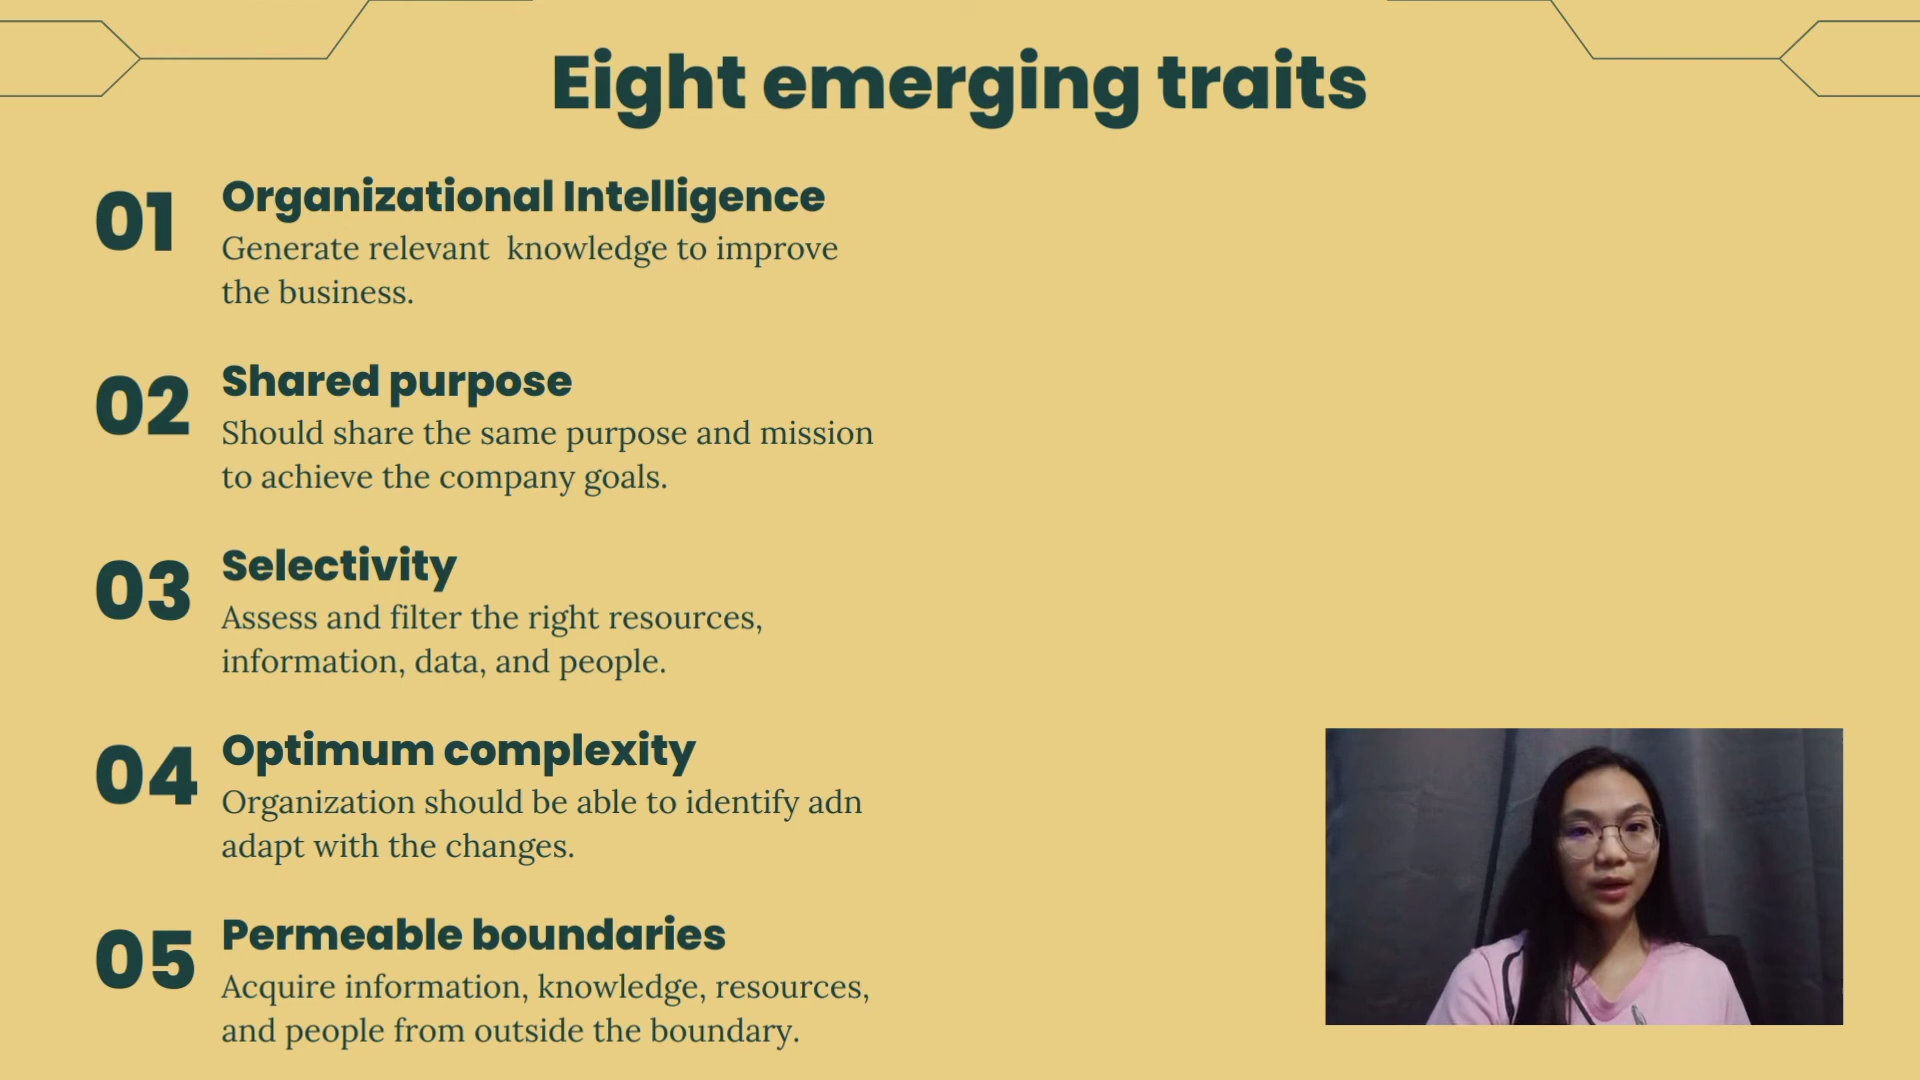 Eight emerging traits
01
Organizational Intelligence
Generate relevant  knowledge to improve
the business.
02
Shared purpose
Should share the same purpose and mission
to achieve the company goals.
03
Selectivity
Assess and filter the right resources,
information, data, and people.
04
Optimum complexity
Organization should be able to identify adn
adapt with the changes.
05
Permeable boundaries
Acquire information, knowledge, resources,
and people from outside the boundary.